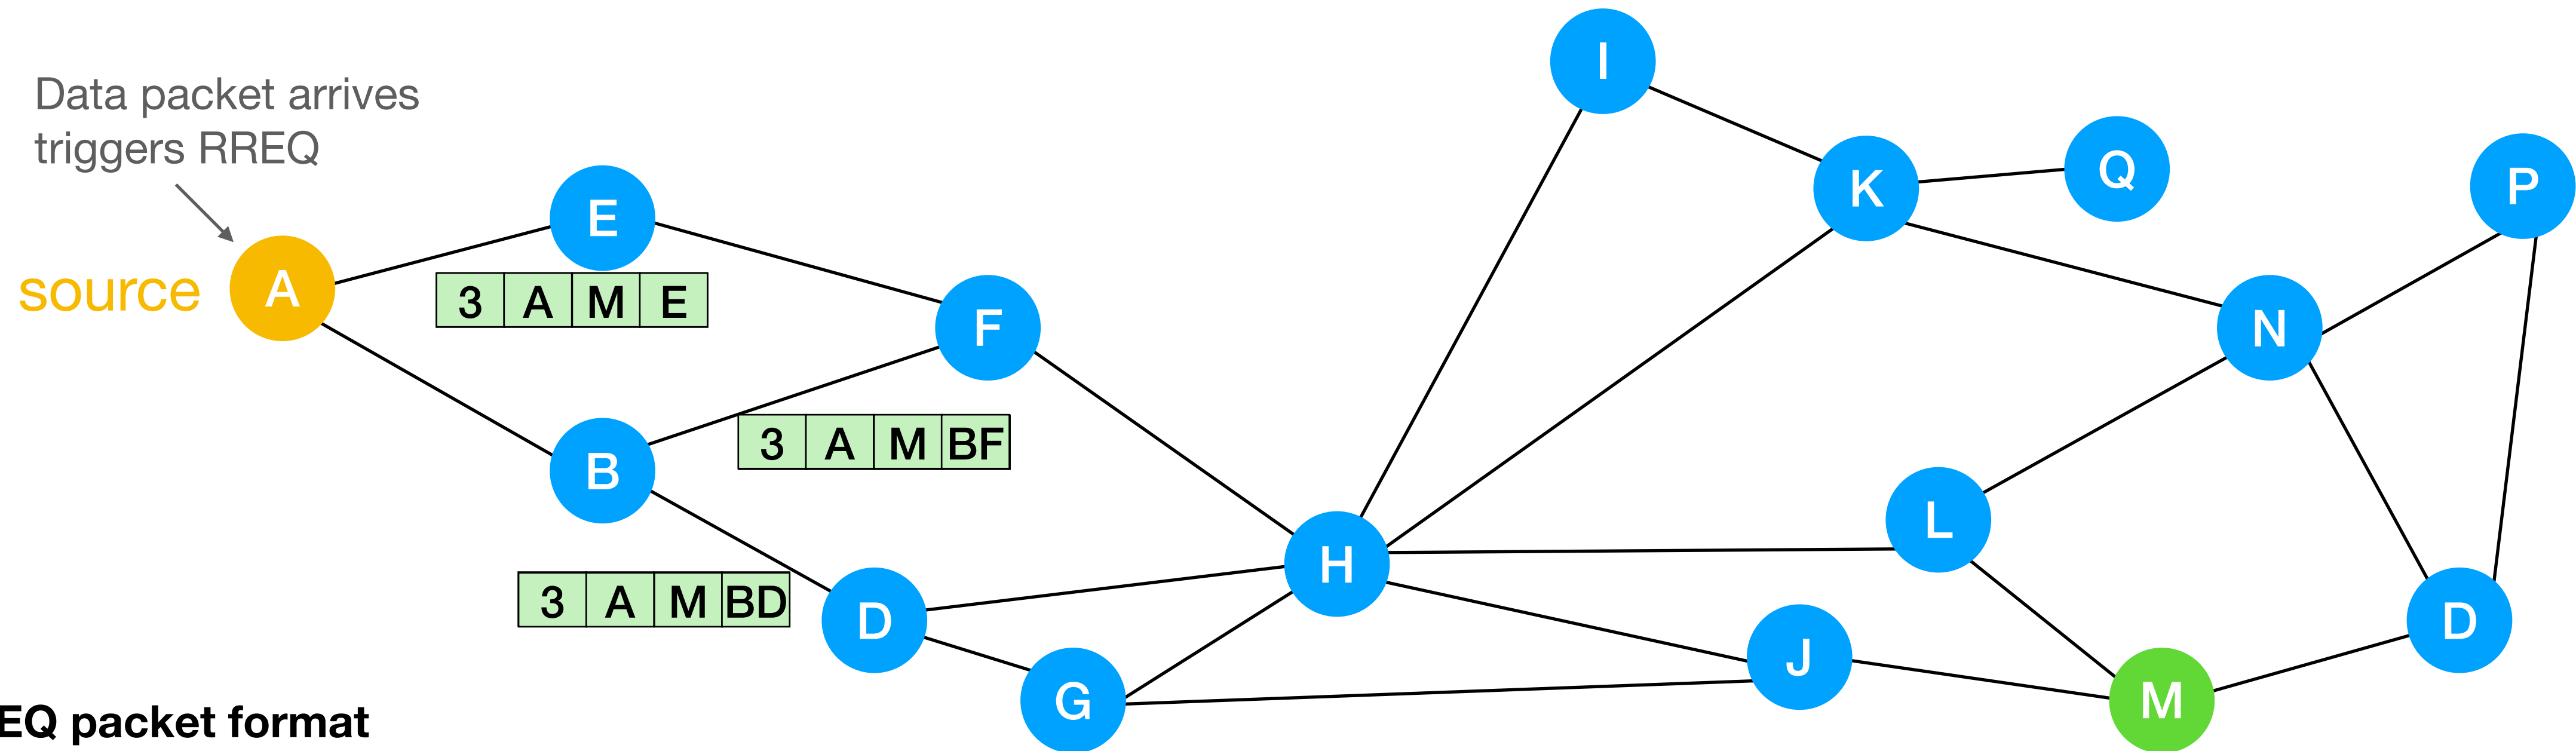 Data packet arrives
triggers RREQ
source
A
E
3 A M E
B
F
3 A M BF
3 A M BD
D
G
H
I
K
Q
P
N
L
J
D
M
EQ packet format